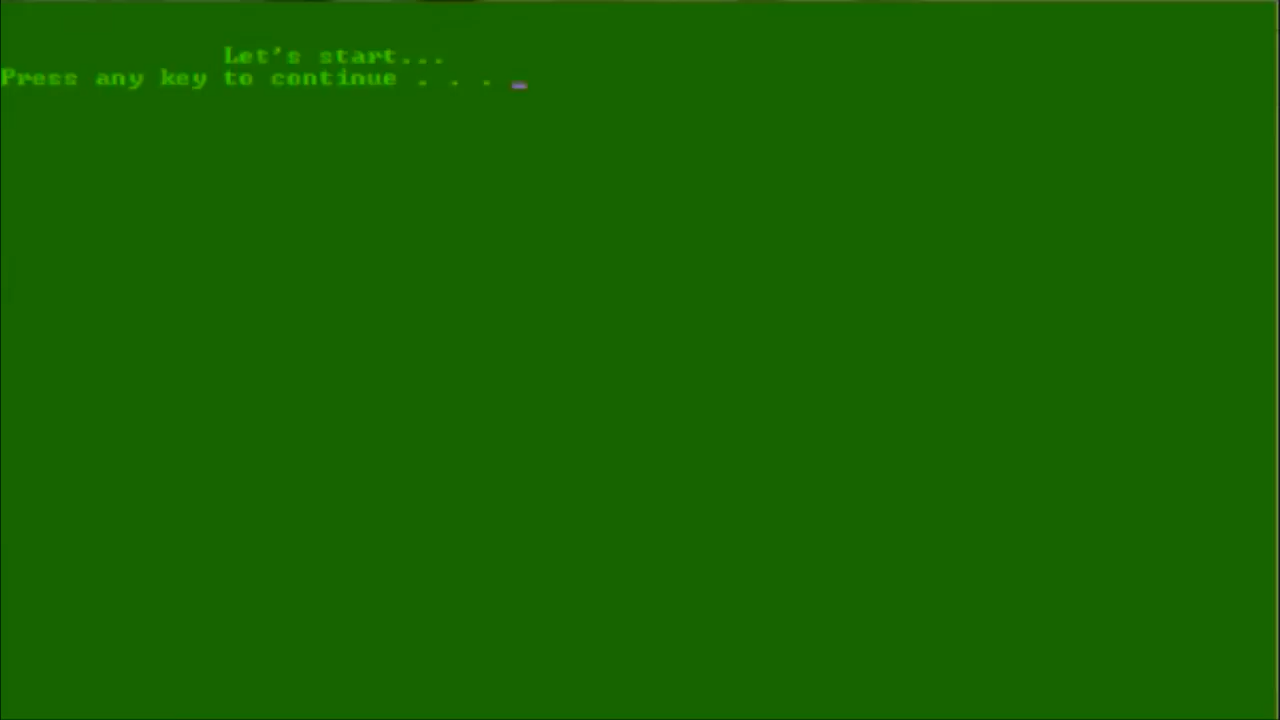 Let's start...
Press any key to continue . . . _